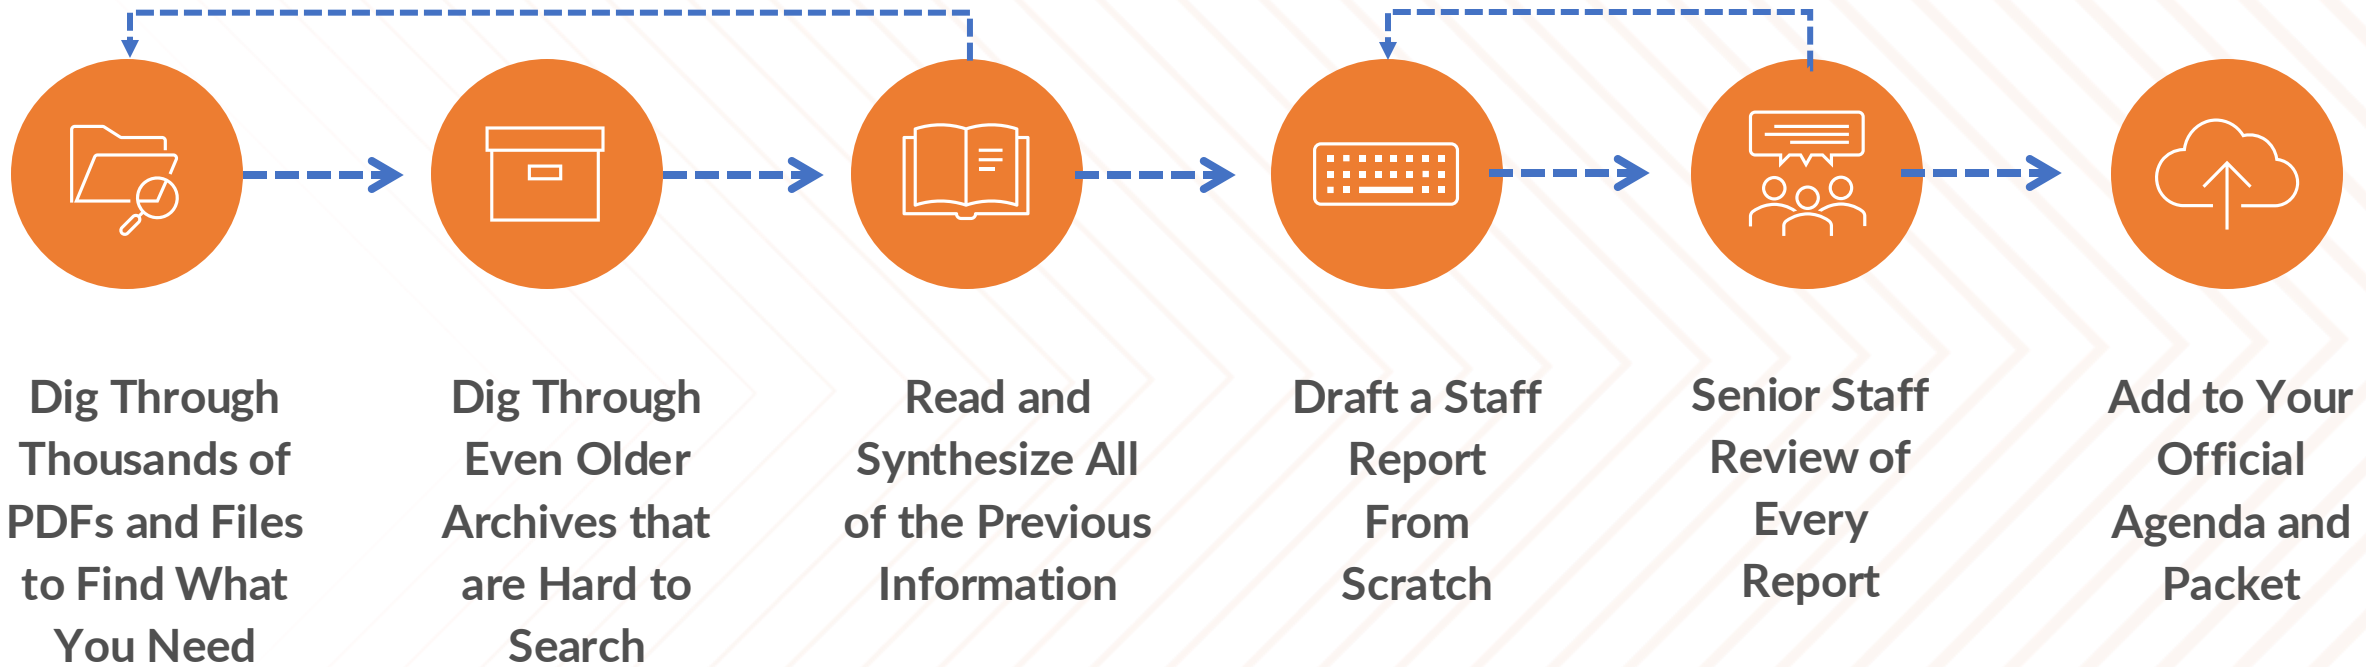 Dig Through
Thousands of
PDFs and Files
to Find What
You Need
Dig Through
Even Older
Archives that
are Hard to
Search
Read and
Synthesize All
of the Previous
Information
Draft a Staff
Report
From
Scratch
Senior Staff
Review of
Every
Report
Add to Your
Official
Agenda and
Packet